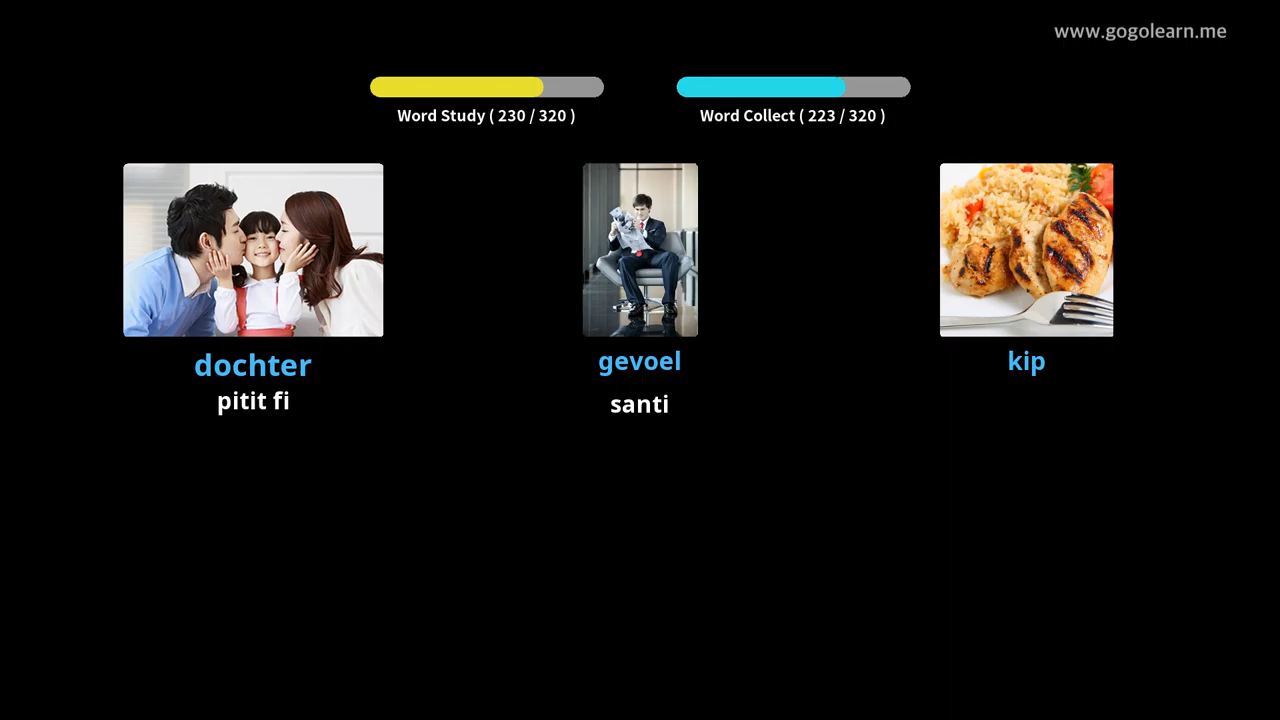 www.gogolearn.me
Word Study ( 230 / 320 )
Word Collect ( 223 / 320 )
dochter
pitit fi
gevoel
santi
kip